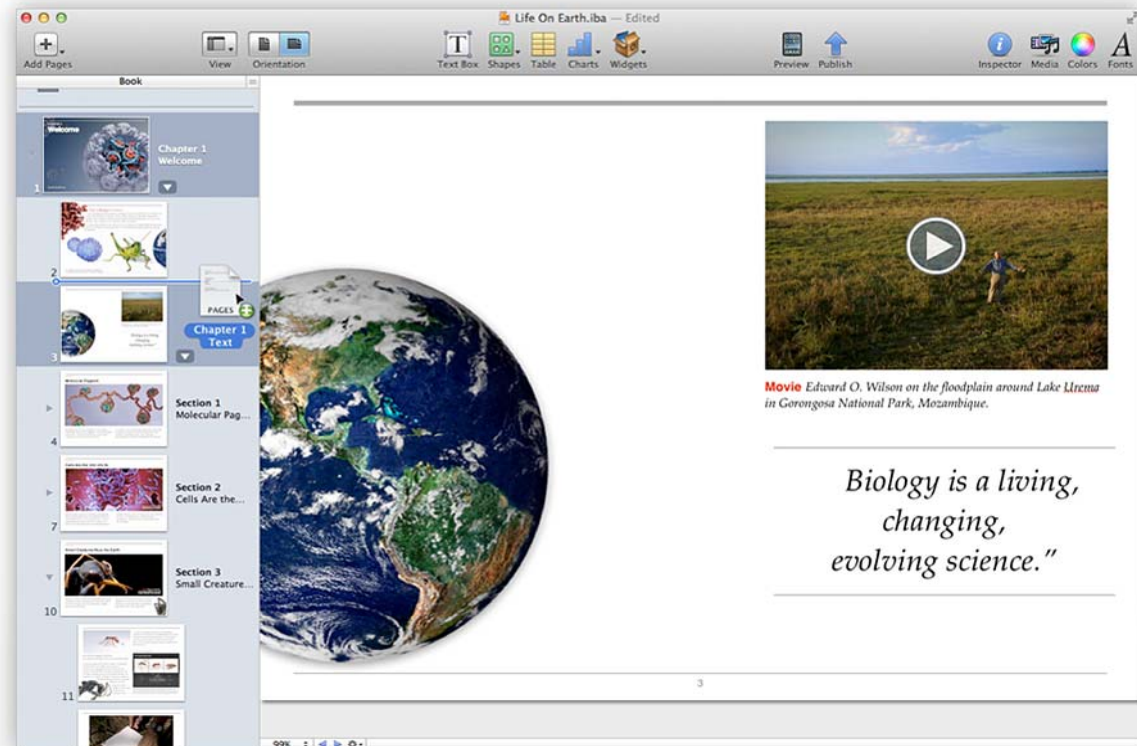 Life On Earth.iba — Edited
Add Pages
View
Orientation
Text Box
Shapes
Table
Charts
Widgets
Preview
Publish
Inspector
Media
Colors
Fonts
Book
Welcome
Chapter 1
Welcome
1
2
PAGES
Chapter 1
Text
3
Section 1
Molecular Pag...
4
Section 2
Cells Are the...
7
Section 3
Small Creature...
10
11
Movie Edward O. Wilson on the floodplain around Lake Urema
in Gorongosa National Park, Mozambique.
Biology is a living,
changing,
evolving science.”
3
99%